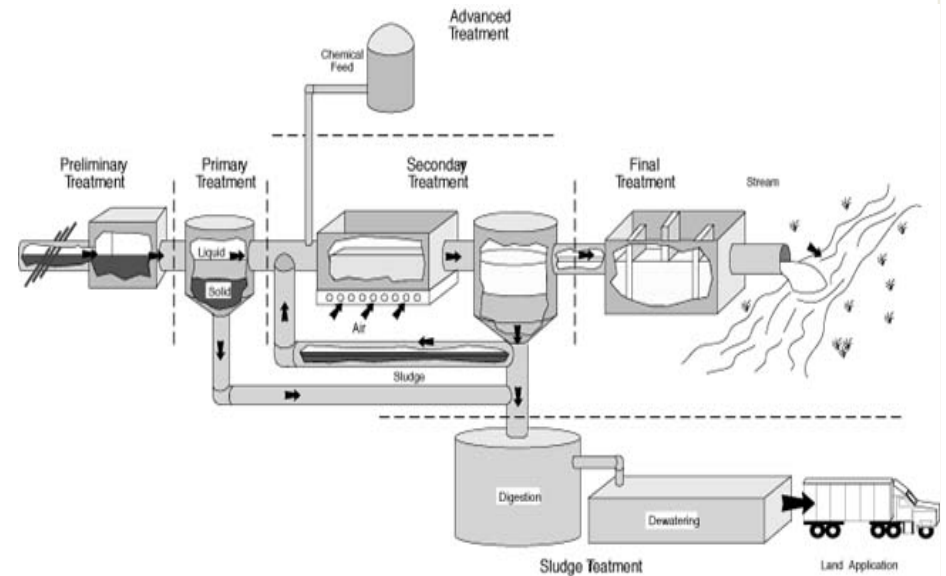 Advanced
Treatment
Chemical
Feed
Preliminary
Treatment
Primary
Treatment
Seconday
Treatment
Final
Treatment
Stream
Liquid
Solid
Air
Sludge
Digestion
Dewatering
Sludge Teatment
Land Application